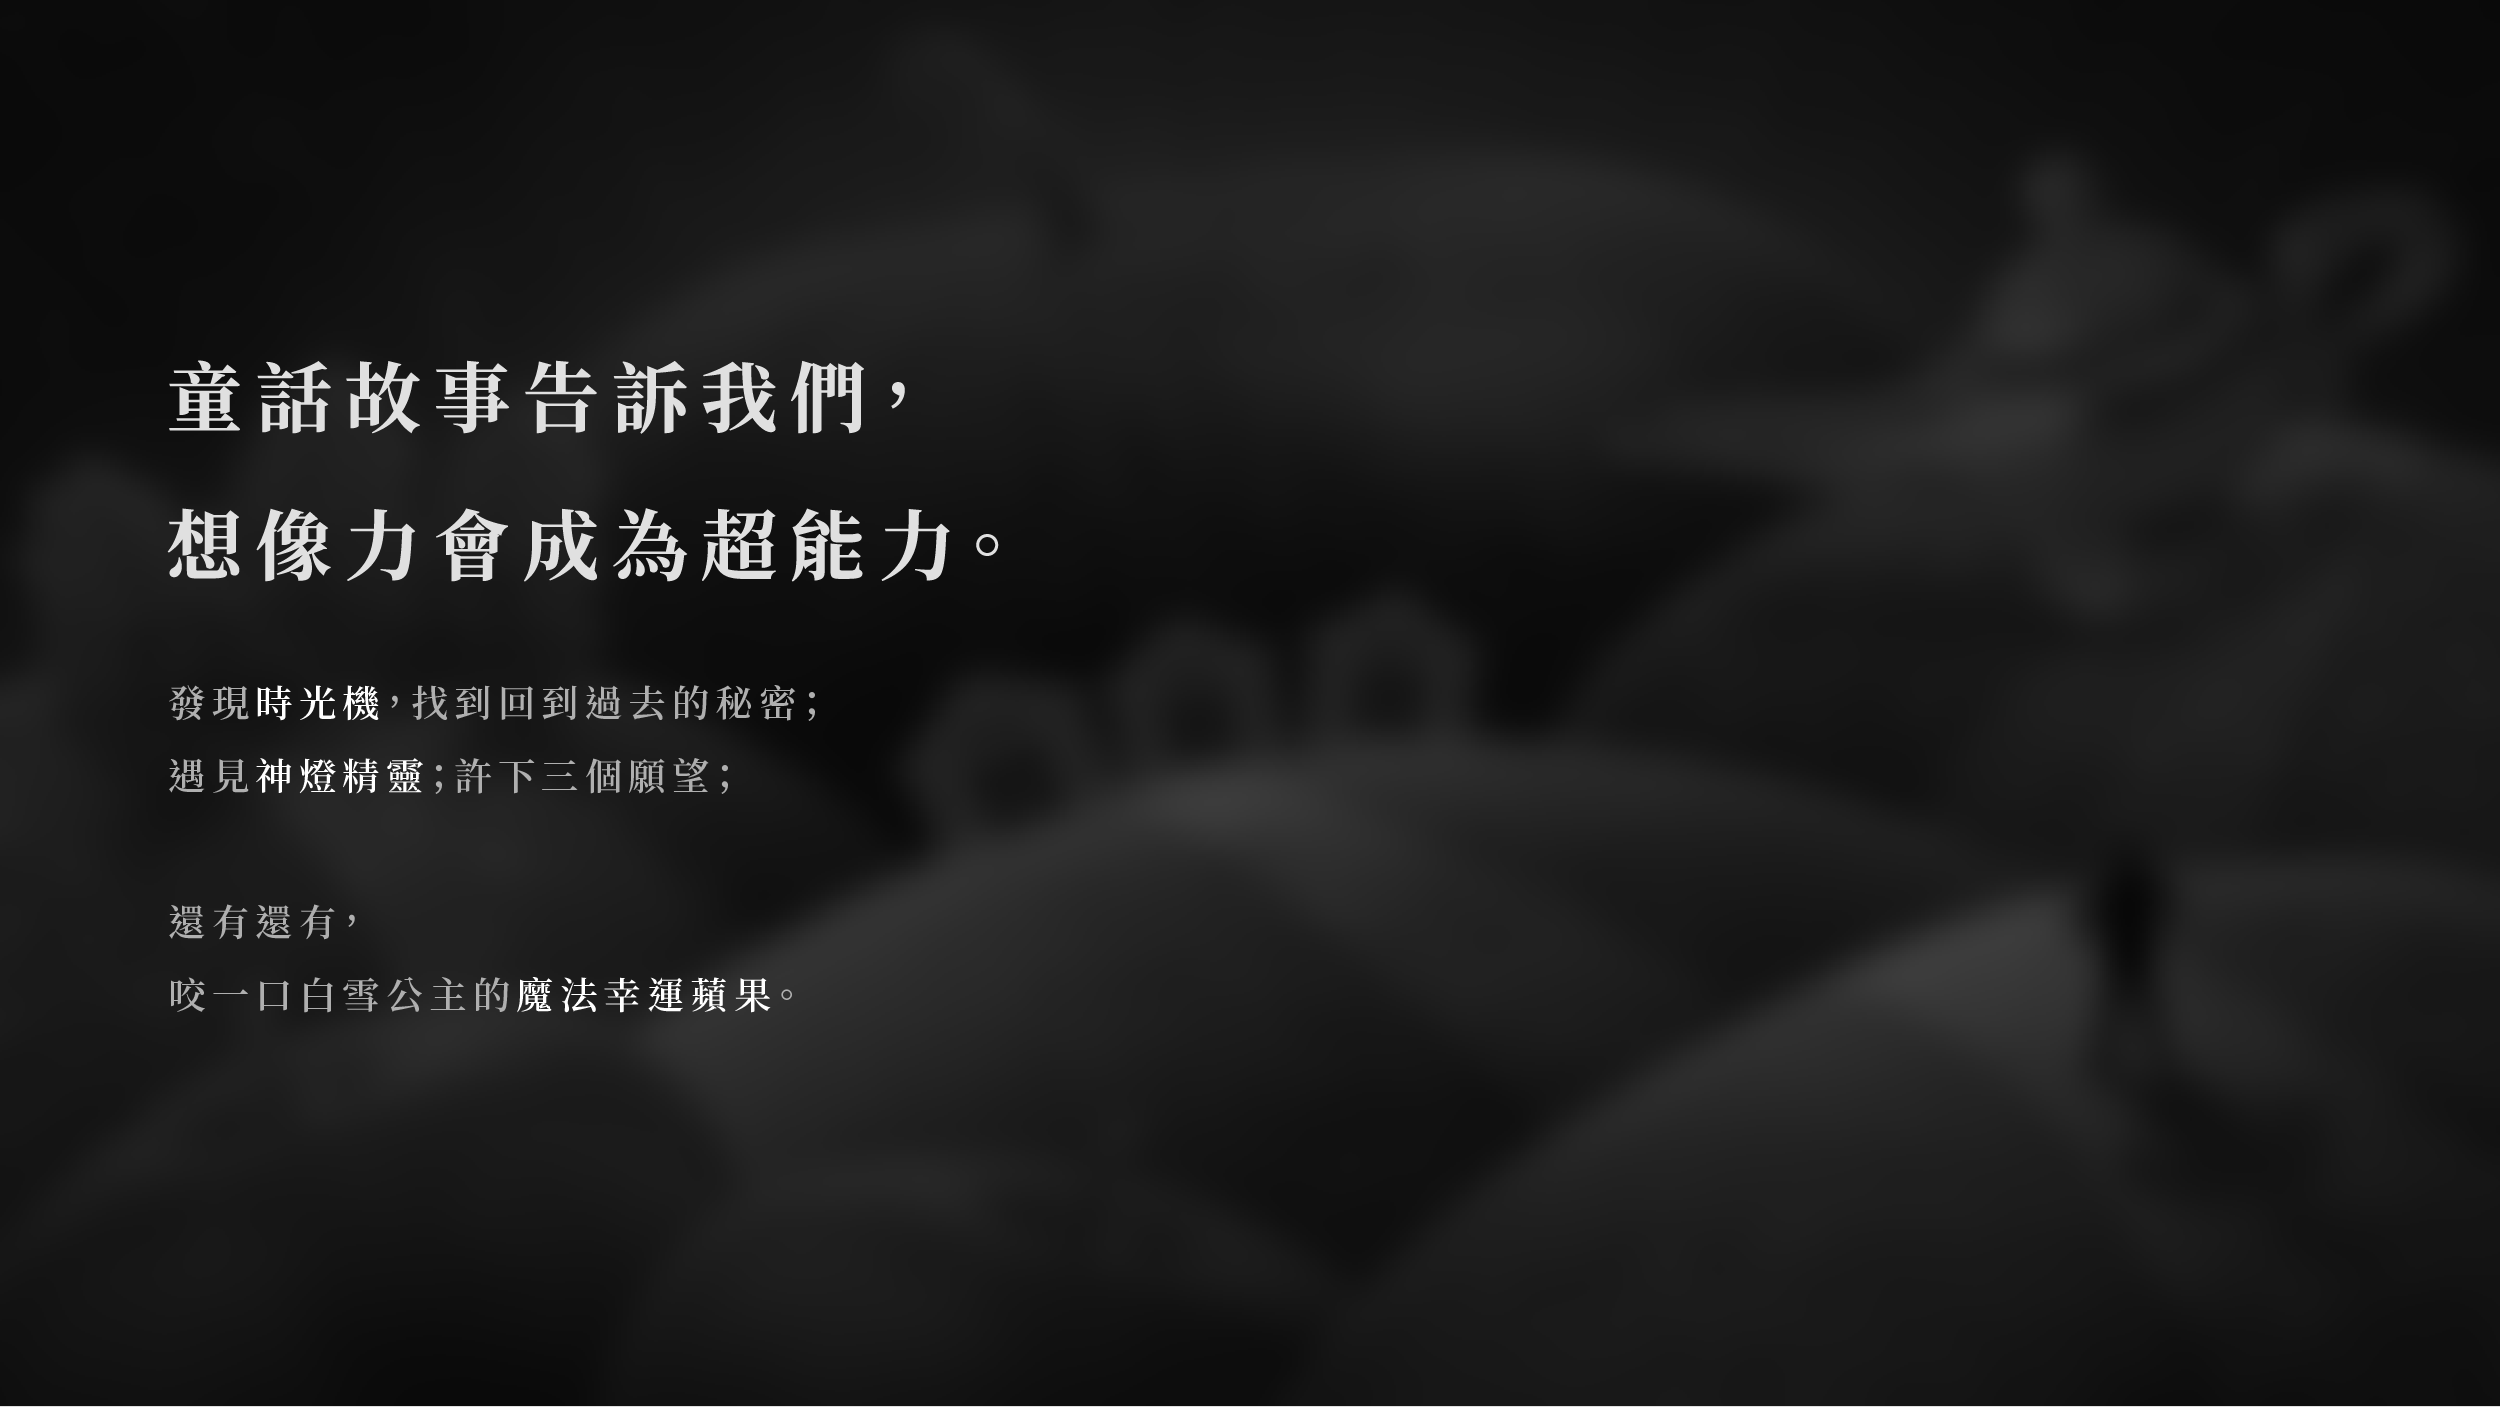 童話故事告訴我們，
想像力會成為超能力。
發現時光機，找到回到過去的秘密；
遇見神燈精靈；許下三個願望；
還有還有，
咬一口白雪公主的魔法幸運蘋果。